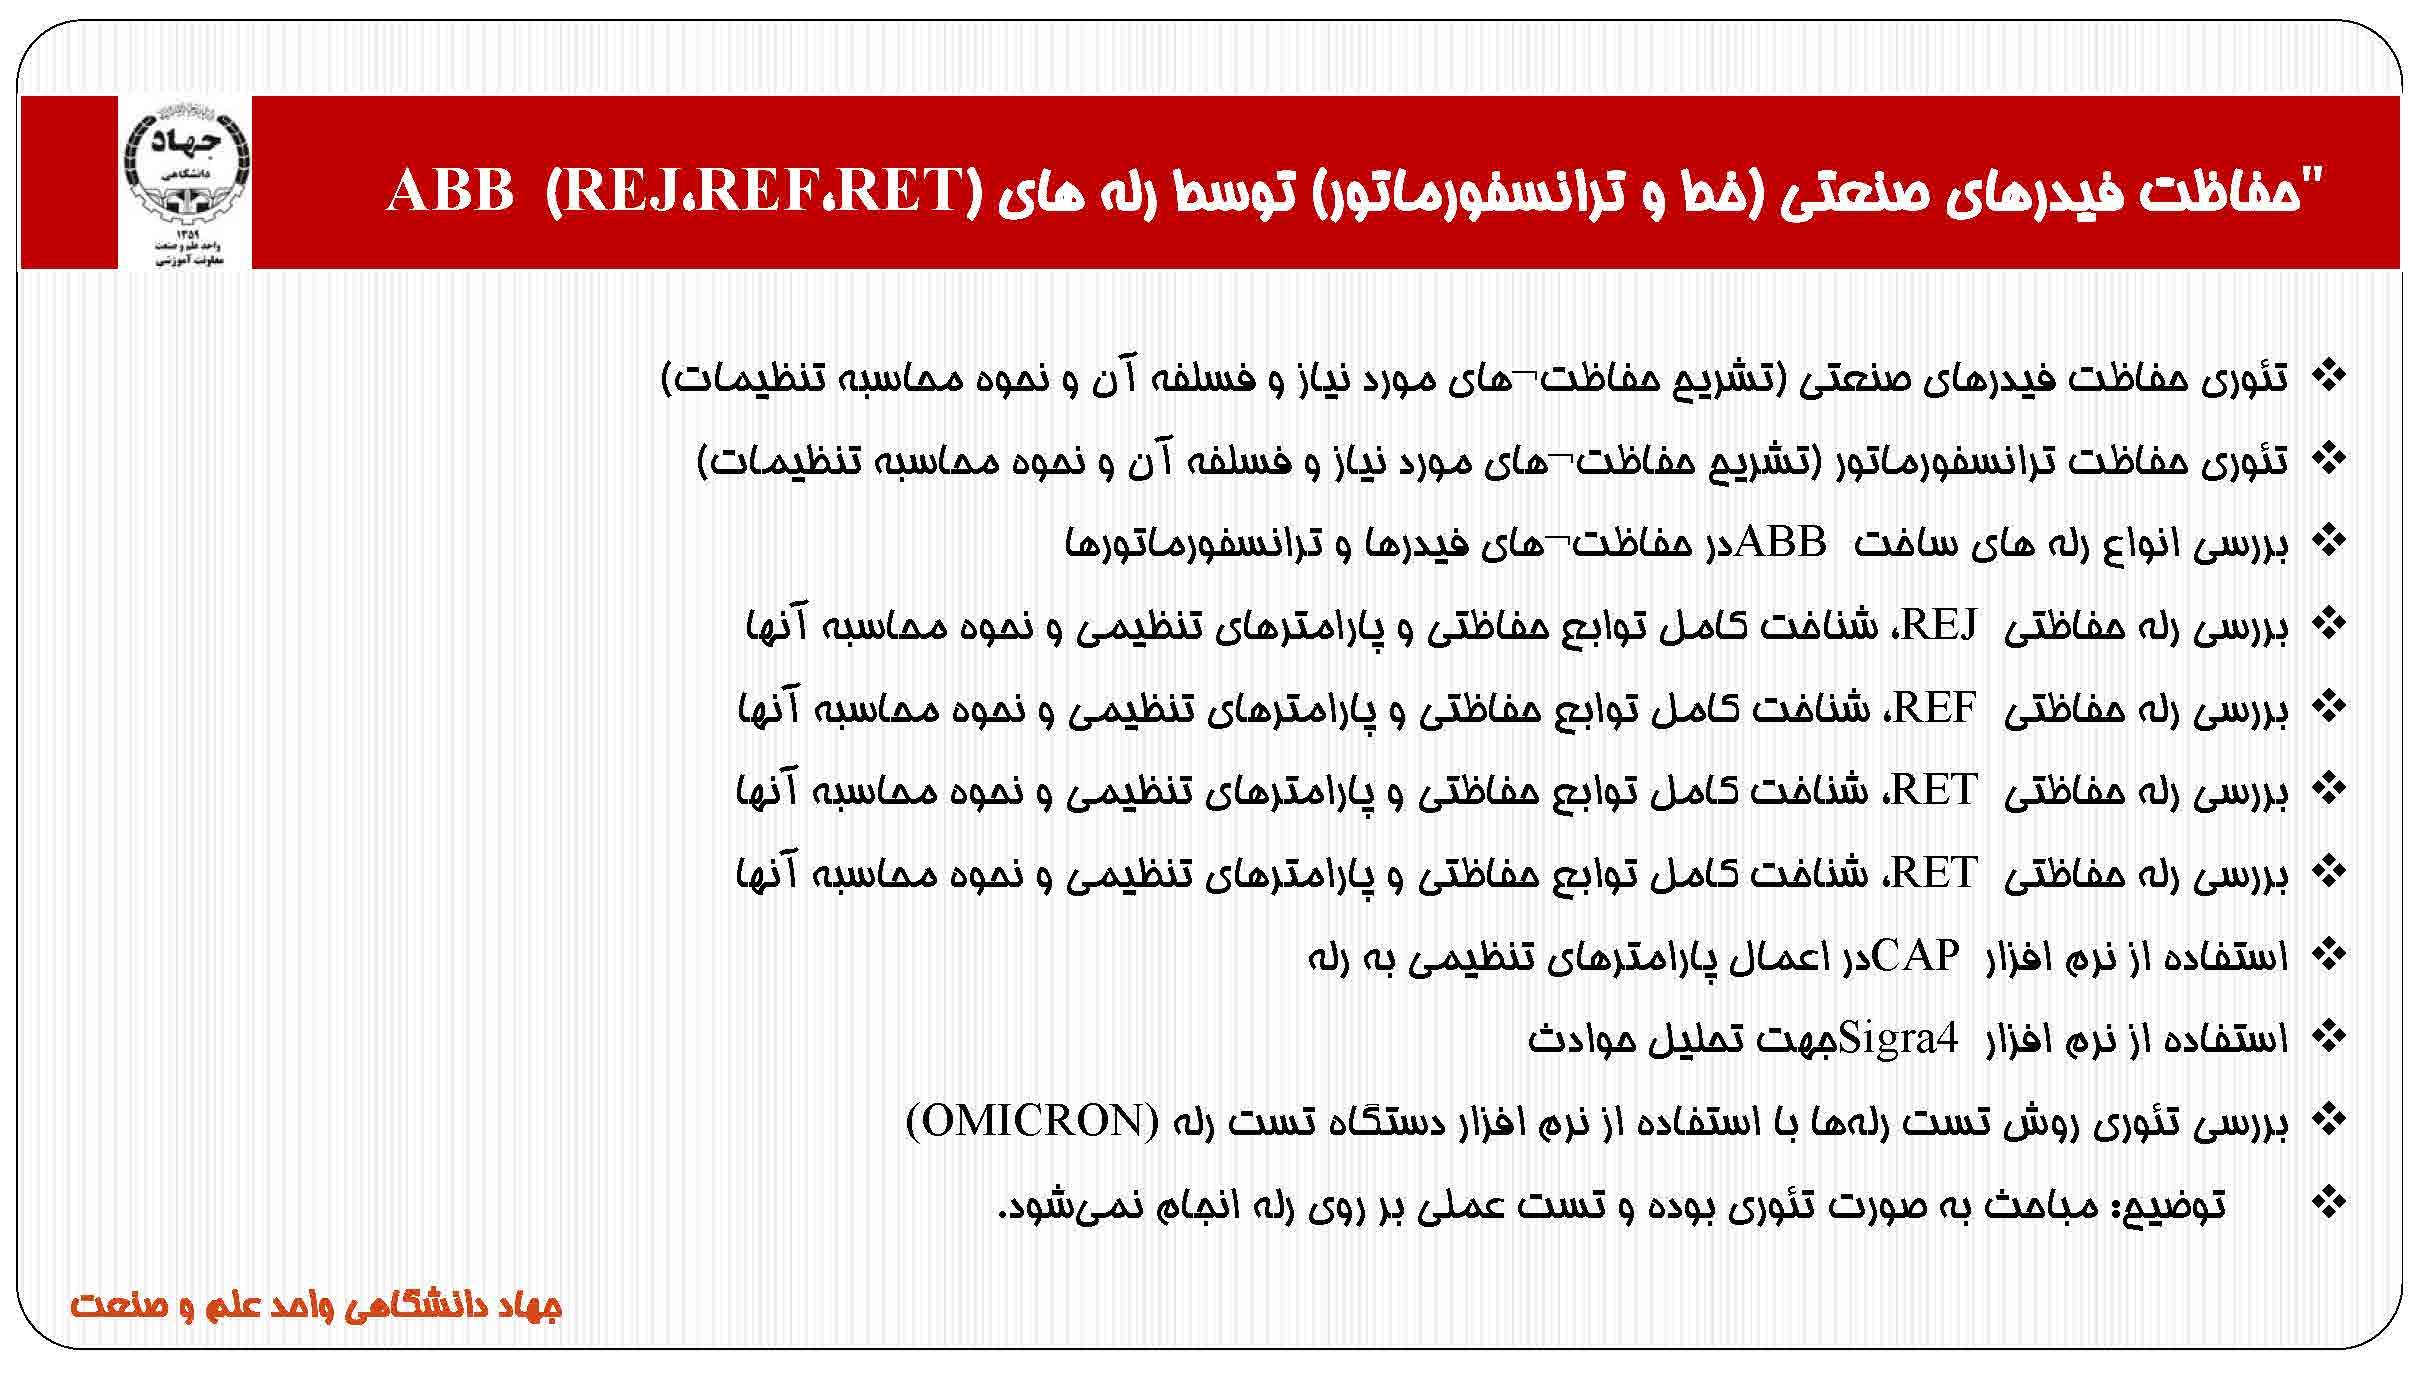 جهاد
دانشگاهی
۱۳۵۹
واحد علم و صنعت
معاونت آموزشی
"حفاظت فیدرهای صنعتی (خط و ترانسفورماتور) توسط رله های ABB (REJ،REF،RET)
❖ تئوری حفاظت فیدرهای صنعتی (تشریح حفاظت¬های مورد نیاز و فسلفه آن و نحوه محاسبه تنظیمات)
❖ تئوری حفاظت ترانسفورماتور (تشریح حفاظت¬های مورد نیاز و فسلفه آن و نحوه محاسبه تنظیمات)
❖ بررسی انواع رله های ساخت ABBدر حفاظت¬های فیدرها و ترانسفورماتورها
❖ بررسی رله حفاظتی REJ، شناخت کامل توابع حفاظتی و پارامترهای تنظیمی و نحوه محاسبه آنها
❖ بررسی رله حفاظتی REF، شناخت کامل توابع حفاظتی و پارامترهای تنظیمی و نحوه محاسبه آنها
❖ بررسی رله حفاظتی RET، شناخت کامل توابع حفاظتی و پارامترهای تنظیمی و نحوه محاسبه آنها
❖ بررسی رله حفاظتی RET، شناخت کامل توابع حفاظتی و پارامترهای تنظیمی و نحوه محاسبه آنها
❖ استفاده از نرم افزار CAPدر اعمال پارامترهای تنظیمی به رله
❖ استفاده از نرم افزار Sigra4جهت تحلیل حوادث
❖ بررسی تئوری روش تست رله‌ها با استفاده از نرم افزار دستگاه تست رله (OMICRON)
❖ توضیح: مباحث به صورت تئوری بوده و تست عملی بر روی رله انجام نمی‌شود.
جهاد دانشگاهی واحد علم و صنعت